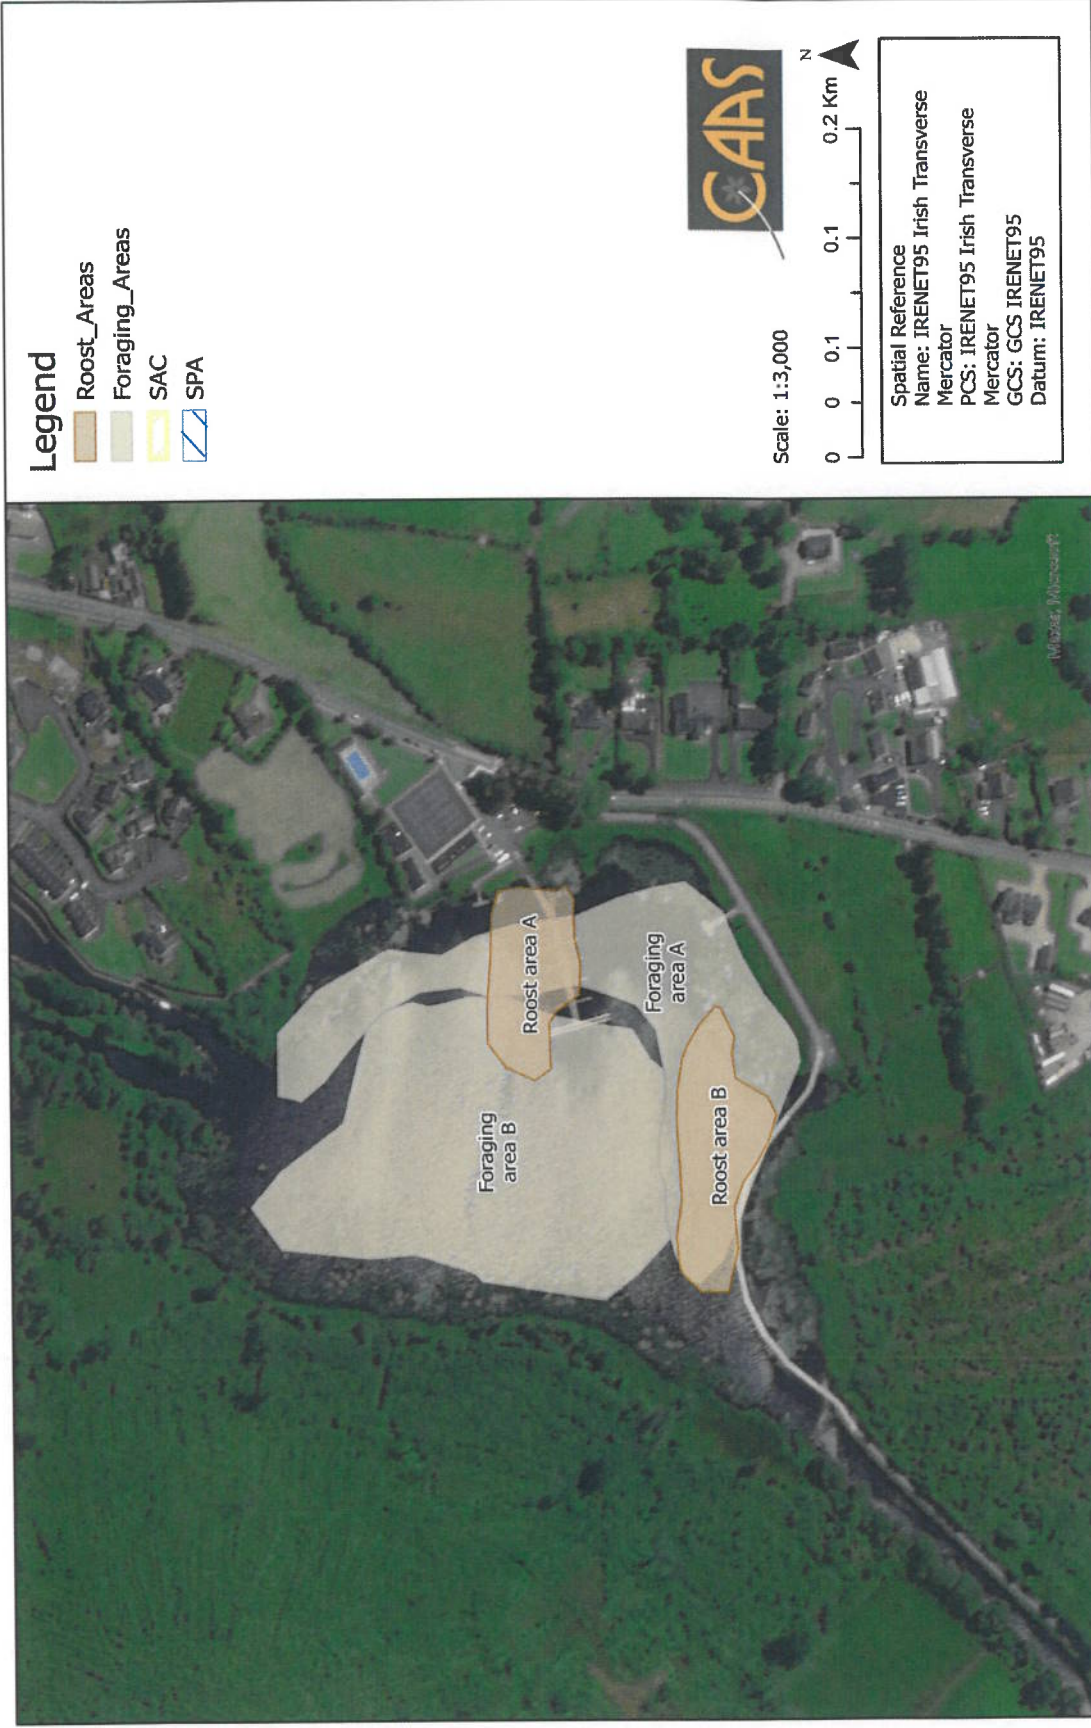 Legend
Roost_Areas
Foraging_Areas
SAC
SPA
Roost area A
Foraging
area A
Foraging
area B
Roost area B
Maxar, Microsoft
CAAS
N
Scale: 1:3,000
0 0 0.1 0.1 0.2 Km
Spatial Reference
Name: IRENET95 Irish Transverse
Mercator
PCS: IRENET95 Irish Transverse
Mercator
GCS: GCS IRENET95
Datum: IRENET95